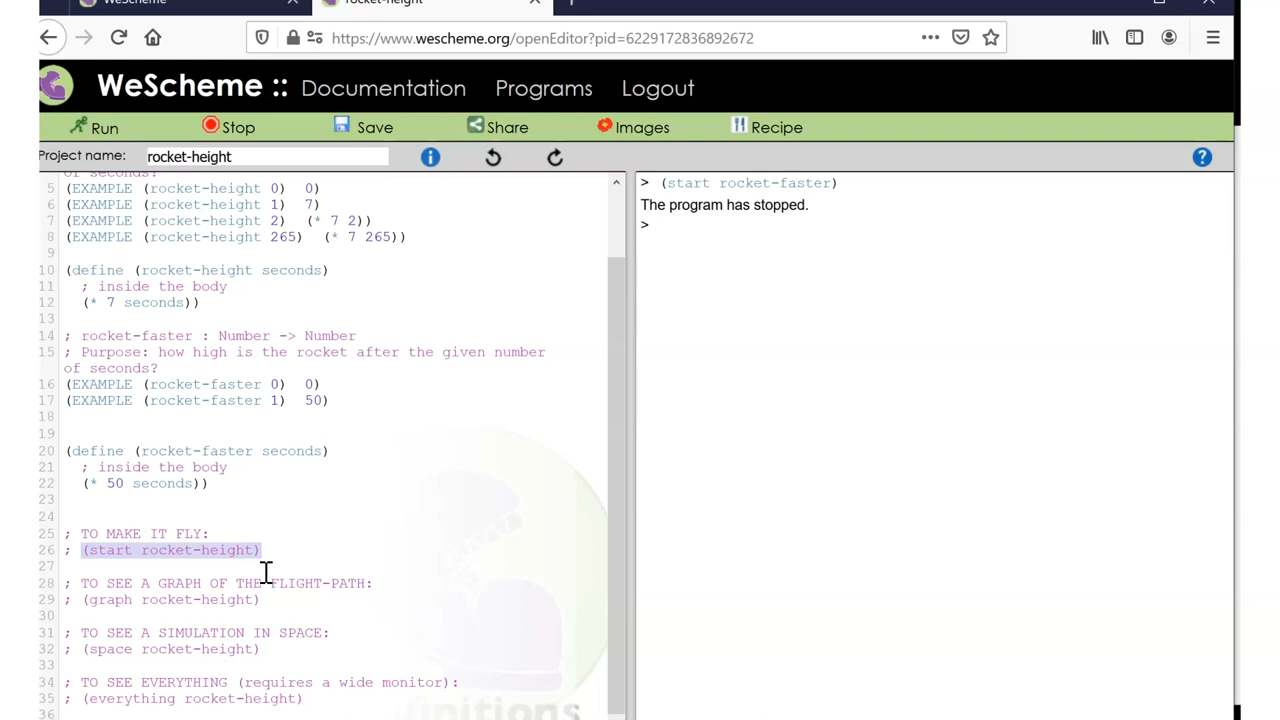 WeScheme
rocket-height
https://www.wescheme.org/openEditor?pid=6229172836892672
WeScheme :: Documentation Programs Logout
Run Stop Save Share Images Recipe
Project name: rocket-height
of seconds?
5 (EXAMPLE (rocket-height 0) 0)
6 (EXAMPLE (rocket-height 1) 7)
7 (EXAMPLE (rocket-height 2) (* 7 2))
8 (EXAMPLE (rocket-height 265) (* 7 265))
9
10 (define (rocket-height seconds)
11 ; inside the body
12 (* 7 seconds))
13
14 ; rocket-faster : Number -> Number
15 ; Purpose: how high is the rocket after the given number
of seconds?
16 (EXAMPLE (rocket-faster 0) 0)
17 (EXAMPLE (rocket-faster 1) 50)
18
19
20 (define (rocket-faster seconds)
21 ; inside the body
22 (* 50 seconds))
23
24
25 ; TO MAKE IT FLY:
26 ; (start rocket-height)
27
28 ; TO SEE A GRAPH OF THE FLIGHT-PATH:
29 ; (graph rocket-height)
30
31 ; TO SEE A SIMULATION IN SPACE:
32 ; (space rocket-height)
33
34 ; TO SEE EVERYTHING (requires a wide monitor):
35 ; (everything rocket-height)
36
> (start rocket-faster)
The program has stopped.
>